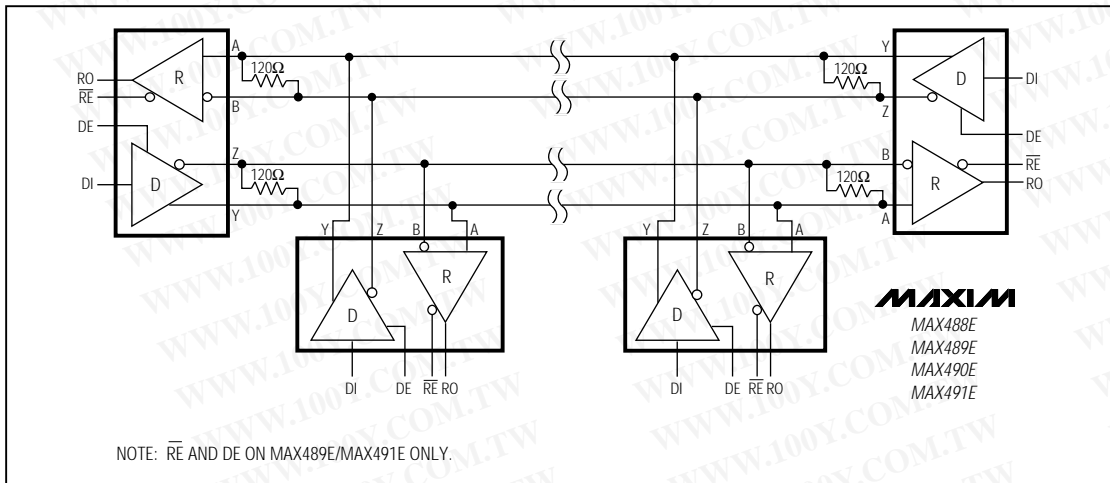 A
Y
120Ω
120Ω
RO
R
D
DI
RE
B
Z
DE
DE
Z
B
RE
DI
D
120Ω
120Ω
R
RO
Y
A
Y Z B A
Y Z B A
R
R
D
D
DI DE RE RO
DI DE RE RO
MAXIM
MAX488E
MAX489E
MAX490E
MAX491E
NOTE: RE AND DE ON MAX489E/MAX491E ONLY.
WWW.100Y.COM.TW